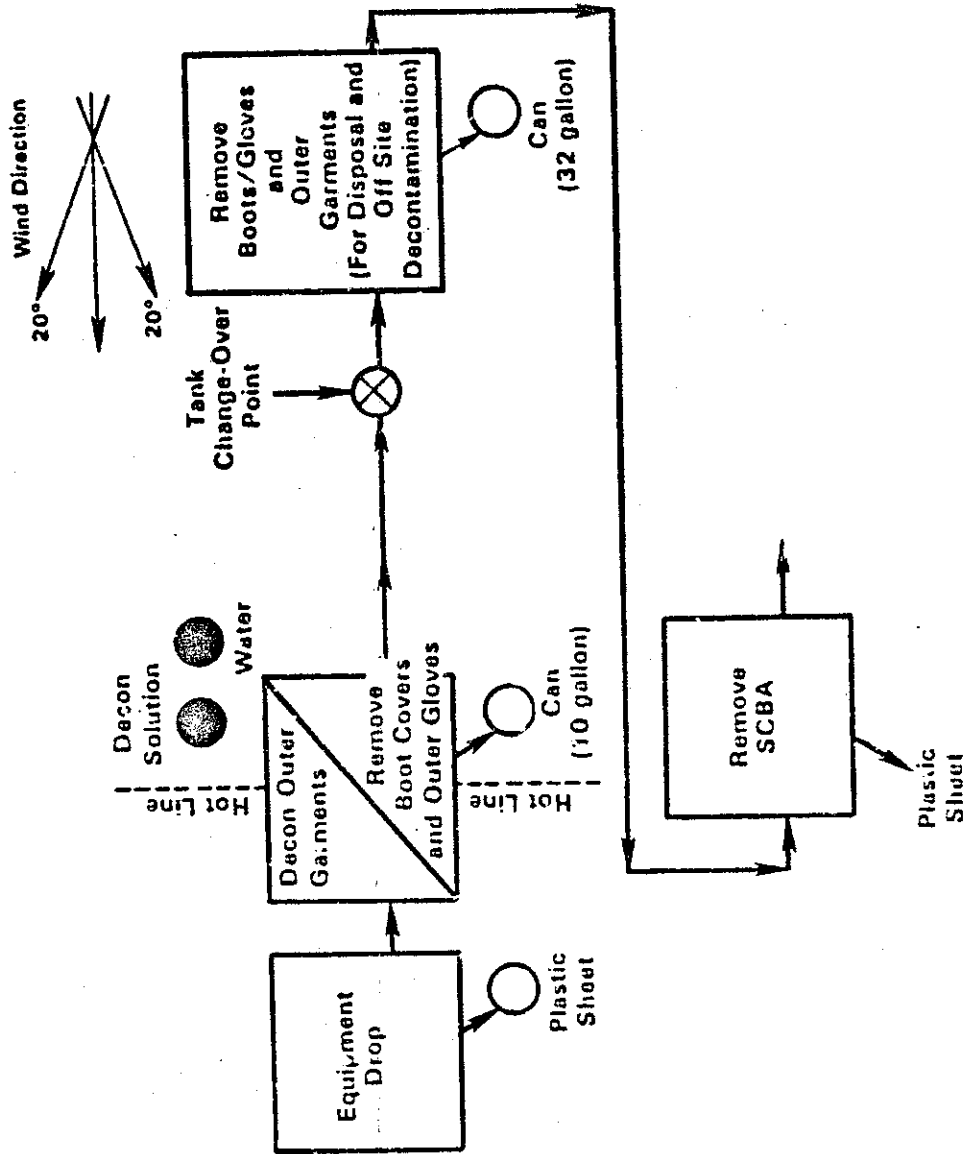 Wind Direction
20°
20°
Tank
Change-Over
Point
Remove
Boots/Gloves
and
Outer
Garments
(For Disposal and
Off Site
Decontamination)
Can
(32 gallon)
Decon
Solution
Water
Hot Line
Decon Outer
Garments
Remove
Boot Covers
and Outer Gloves
Hot Line
Can
(10 gallon)
Equipment
Drop
Plastic
Sheet
Remove
SCBA
Plastic
Sheet